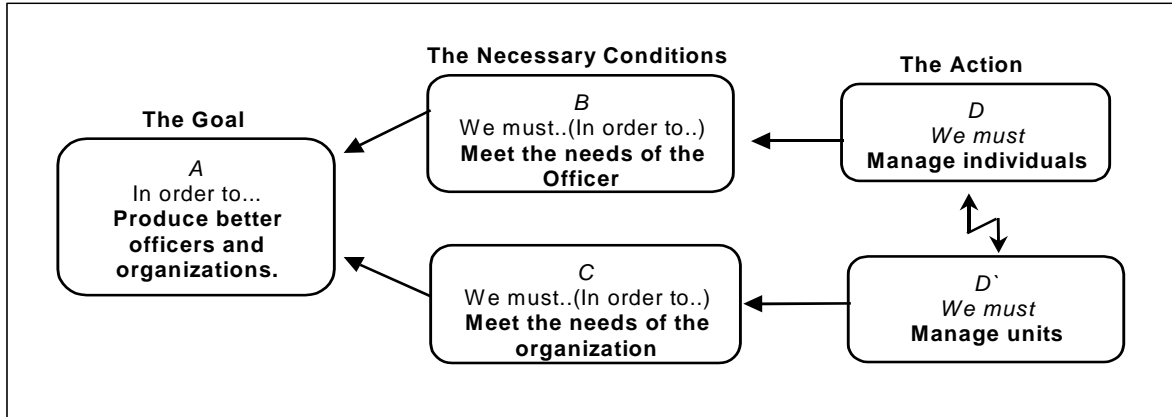 The Goal
A
In order to...
Produce better
officers and
organizations.
The Necessary Conditions
B
We must..(In order to..)
Meet the needs of the
Officer
C
We must..(In order to..)
Meet the needs of the
organization
The Action
D
We must
Manage individuals
D`
We must
Manage units